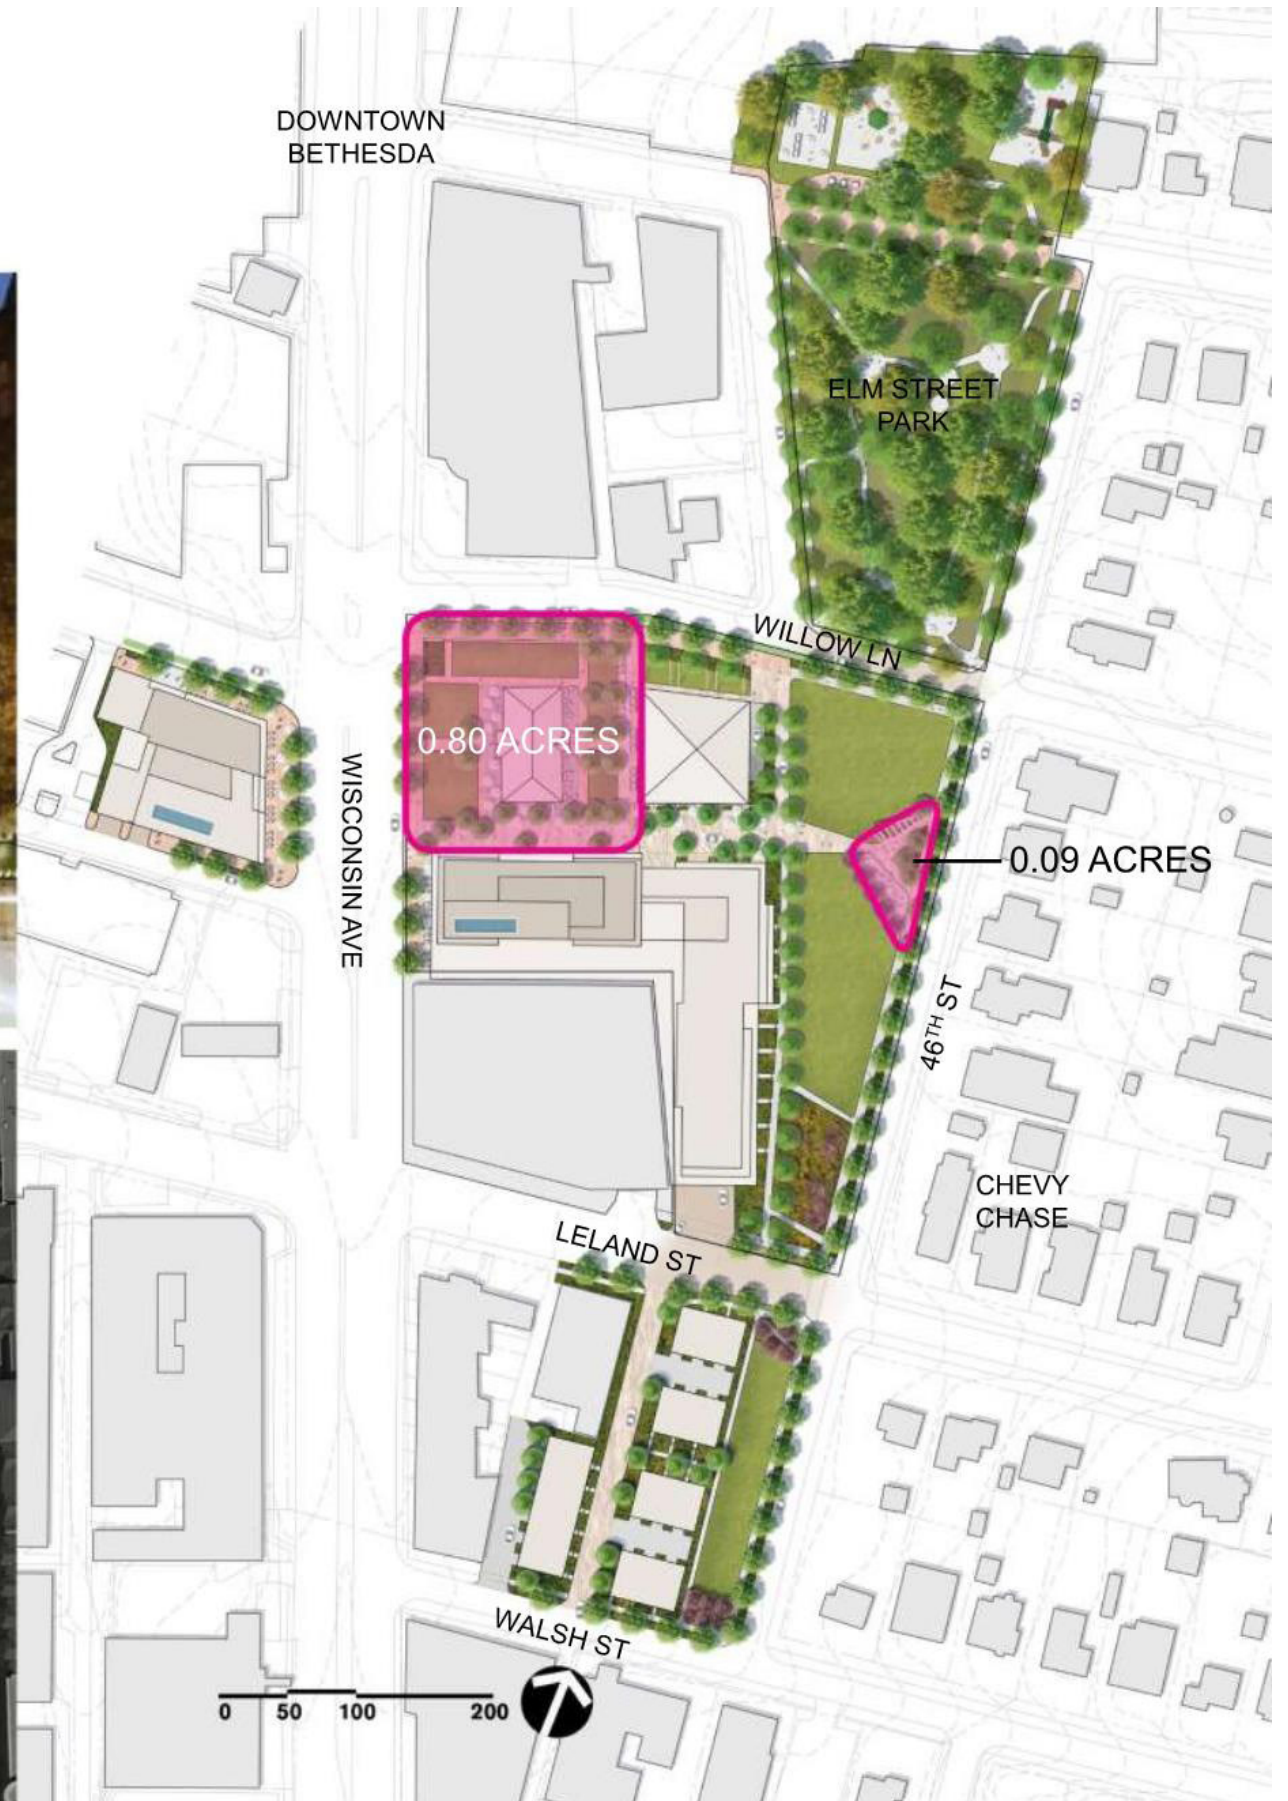 DOWNTOWN
BETHESDA
ELM STREET
PARK
WILLOW LN
0.80 ACRES
WISCONSIN AVE
0.09 ACRES
46TH ST
CHEVY
CHASE
LELAND ST
WALSH ST
0 50 100 200